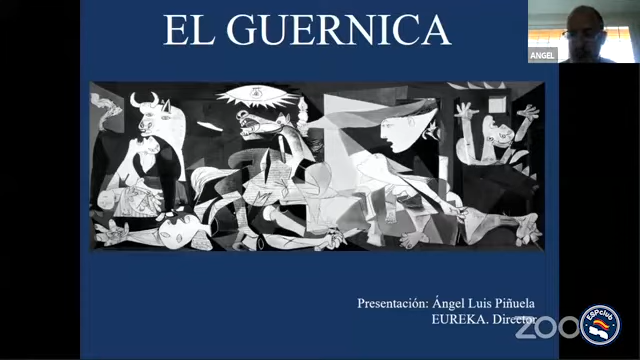 EL GUERNICA
ANGEL
Presentación: Ángel Luis Piñuela
EUREKA. Director
zoom
ESPclub